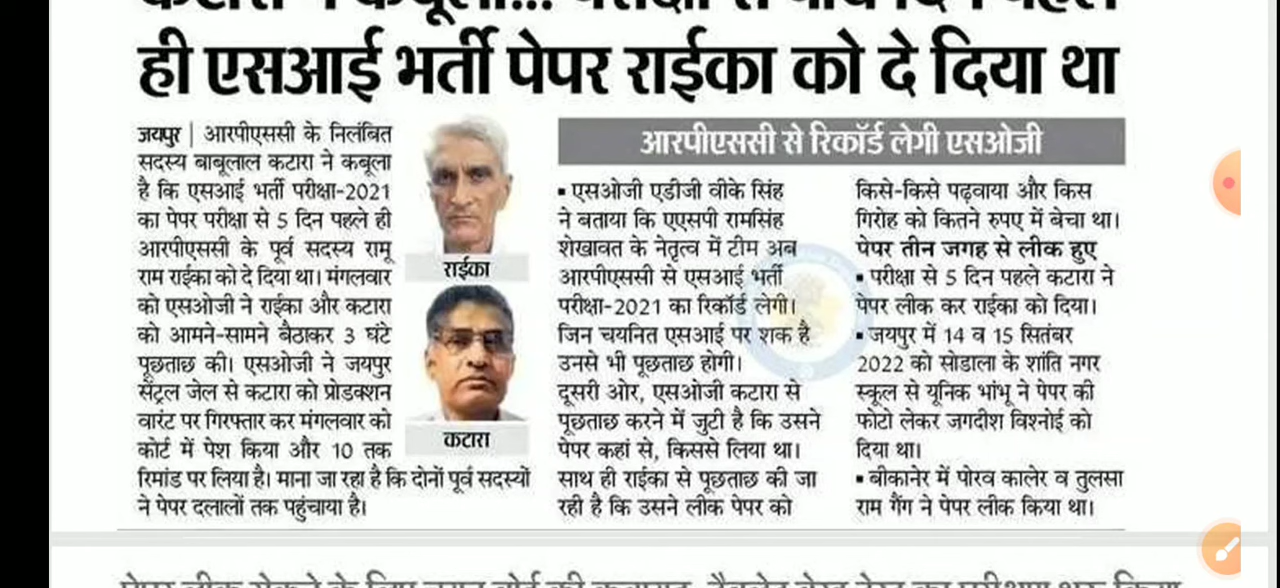 ही एसआई भर्ती पेपर राईका को दे दिया था
जयपुर | आरपीएससी के निलंबित
सदस्य बाबूलाल कटारा ने कबूला
है कि एसआई भर्ती परीक्षा-2021
का पेपर परीक्षा से 5 दिन पहले ही
आरपीएससी के पूर्व सदस्य रामू
राम राईका को दे दिया था। मंगलवार
को एसओजी ने राईका और कटारा
को आमने-सामने बैठाकर 3 घंटे
पूछताछ की। एसओजी ने जयपुर
सेंट्रल जेल से कटारा को प्रोडक्शन
वारंट पर गिरफ्तार कर मंगलवार को
कोर्ट में पेश किया और 10 तक
रिमांड पर लिया है। माना जा रहा है कि दोनों पूर्व सदस्यों
ने पेपर दलालों तक पहुंचाया है।
राईका
कटारा
आरपीएससी से रिकॉर्ड लेगी एसओजी
▪ एसओजी एडीजी वीके सिंह
ने बताया कि एएसपी रामसिंह
शेखावत के नेतृत्व में टीम अब
आरपीएससी से एसआई भर्ती
परीक्षा-2021 का रिकॉर्ड लेगी।
जिन चयनित एसआई पर शक है
उनसे भी पूछताछ होगी।
दूसरी ओर, एसओजी कटारा से
पूछताछ करने में जुटी है कि उसने
पेपर कहां से, किससे लिया था।
साथ ही राईका से पूछताछ की जा
रही है कि उसने लीक पेपर को
किसे-किसे पढ़वाया और किस
गिरोह को कितने रुपए में बेचा था।
पेपर तीन जगह से लीक हुए
▪ परीक्षा से 5 दिन पहले कटारा ने
पेपर लीक कर राईका को दिया।
▪ जयपुर में 14 व 15 सितंबर
2022 को सोडाला के शांति नगर
स्कूल से यूनिक भांभू ने पेपर की
फोटो लेकर जगदीश विश्नोई को
दिया था।
▪ बीकानेर में पोरव कालेर व तुलसा
राम गैंग ने पेपर लीक किया था।